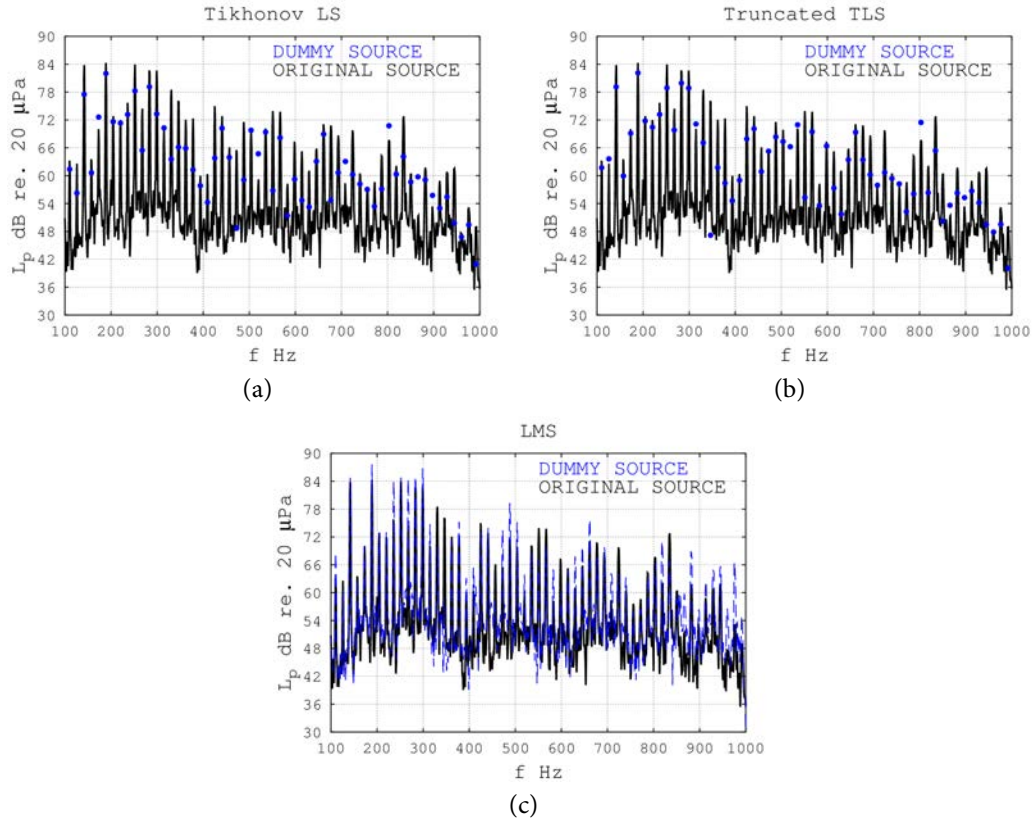 Tikhonov LS
90
84
78
72
66
60
54
48
42
36
30
Lp dB re. 20 μPa
DUMMY SOURCE
ORIGINAL SOURCE
100 200 300 400 500 600 700 800 900 1000
f Hz
(a)
Truncated TLS
90
84
78
72
66
60
54
48
42
36
30
Lp dB re. 20 μPa
DUMMY SOURCE
ORIGINAL SOURCE
100 200 300 400 500 600 700 800 900 1000
f Hz
(b)
LMS
90
84
78
72
66
60
54
48
42
36
30
Lp dB re. 20 μPa
DUMMY SOURCE
ORIGINAL SOURCE
100 200 300 400 500 600 700 800 900 1000
f Hz
(c)